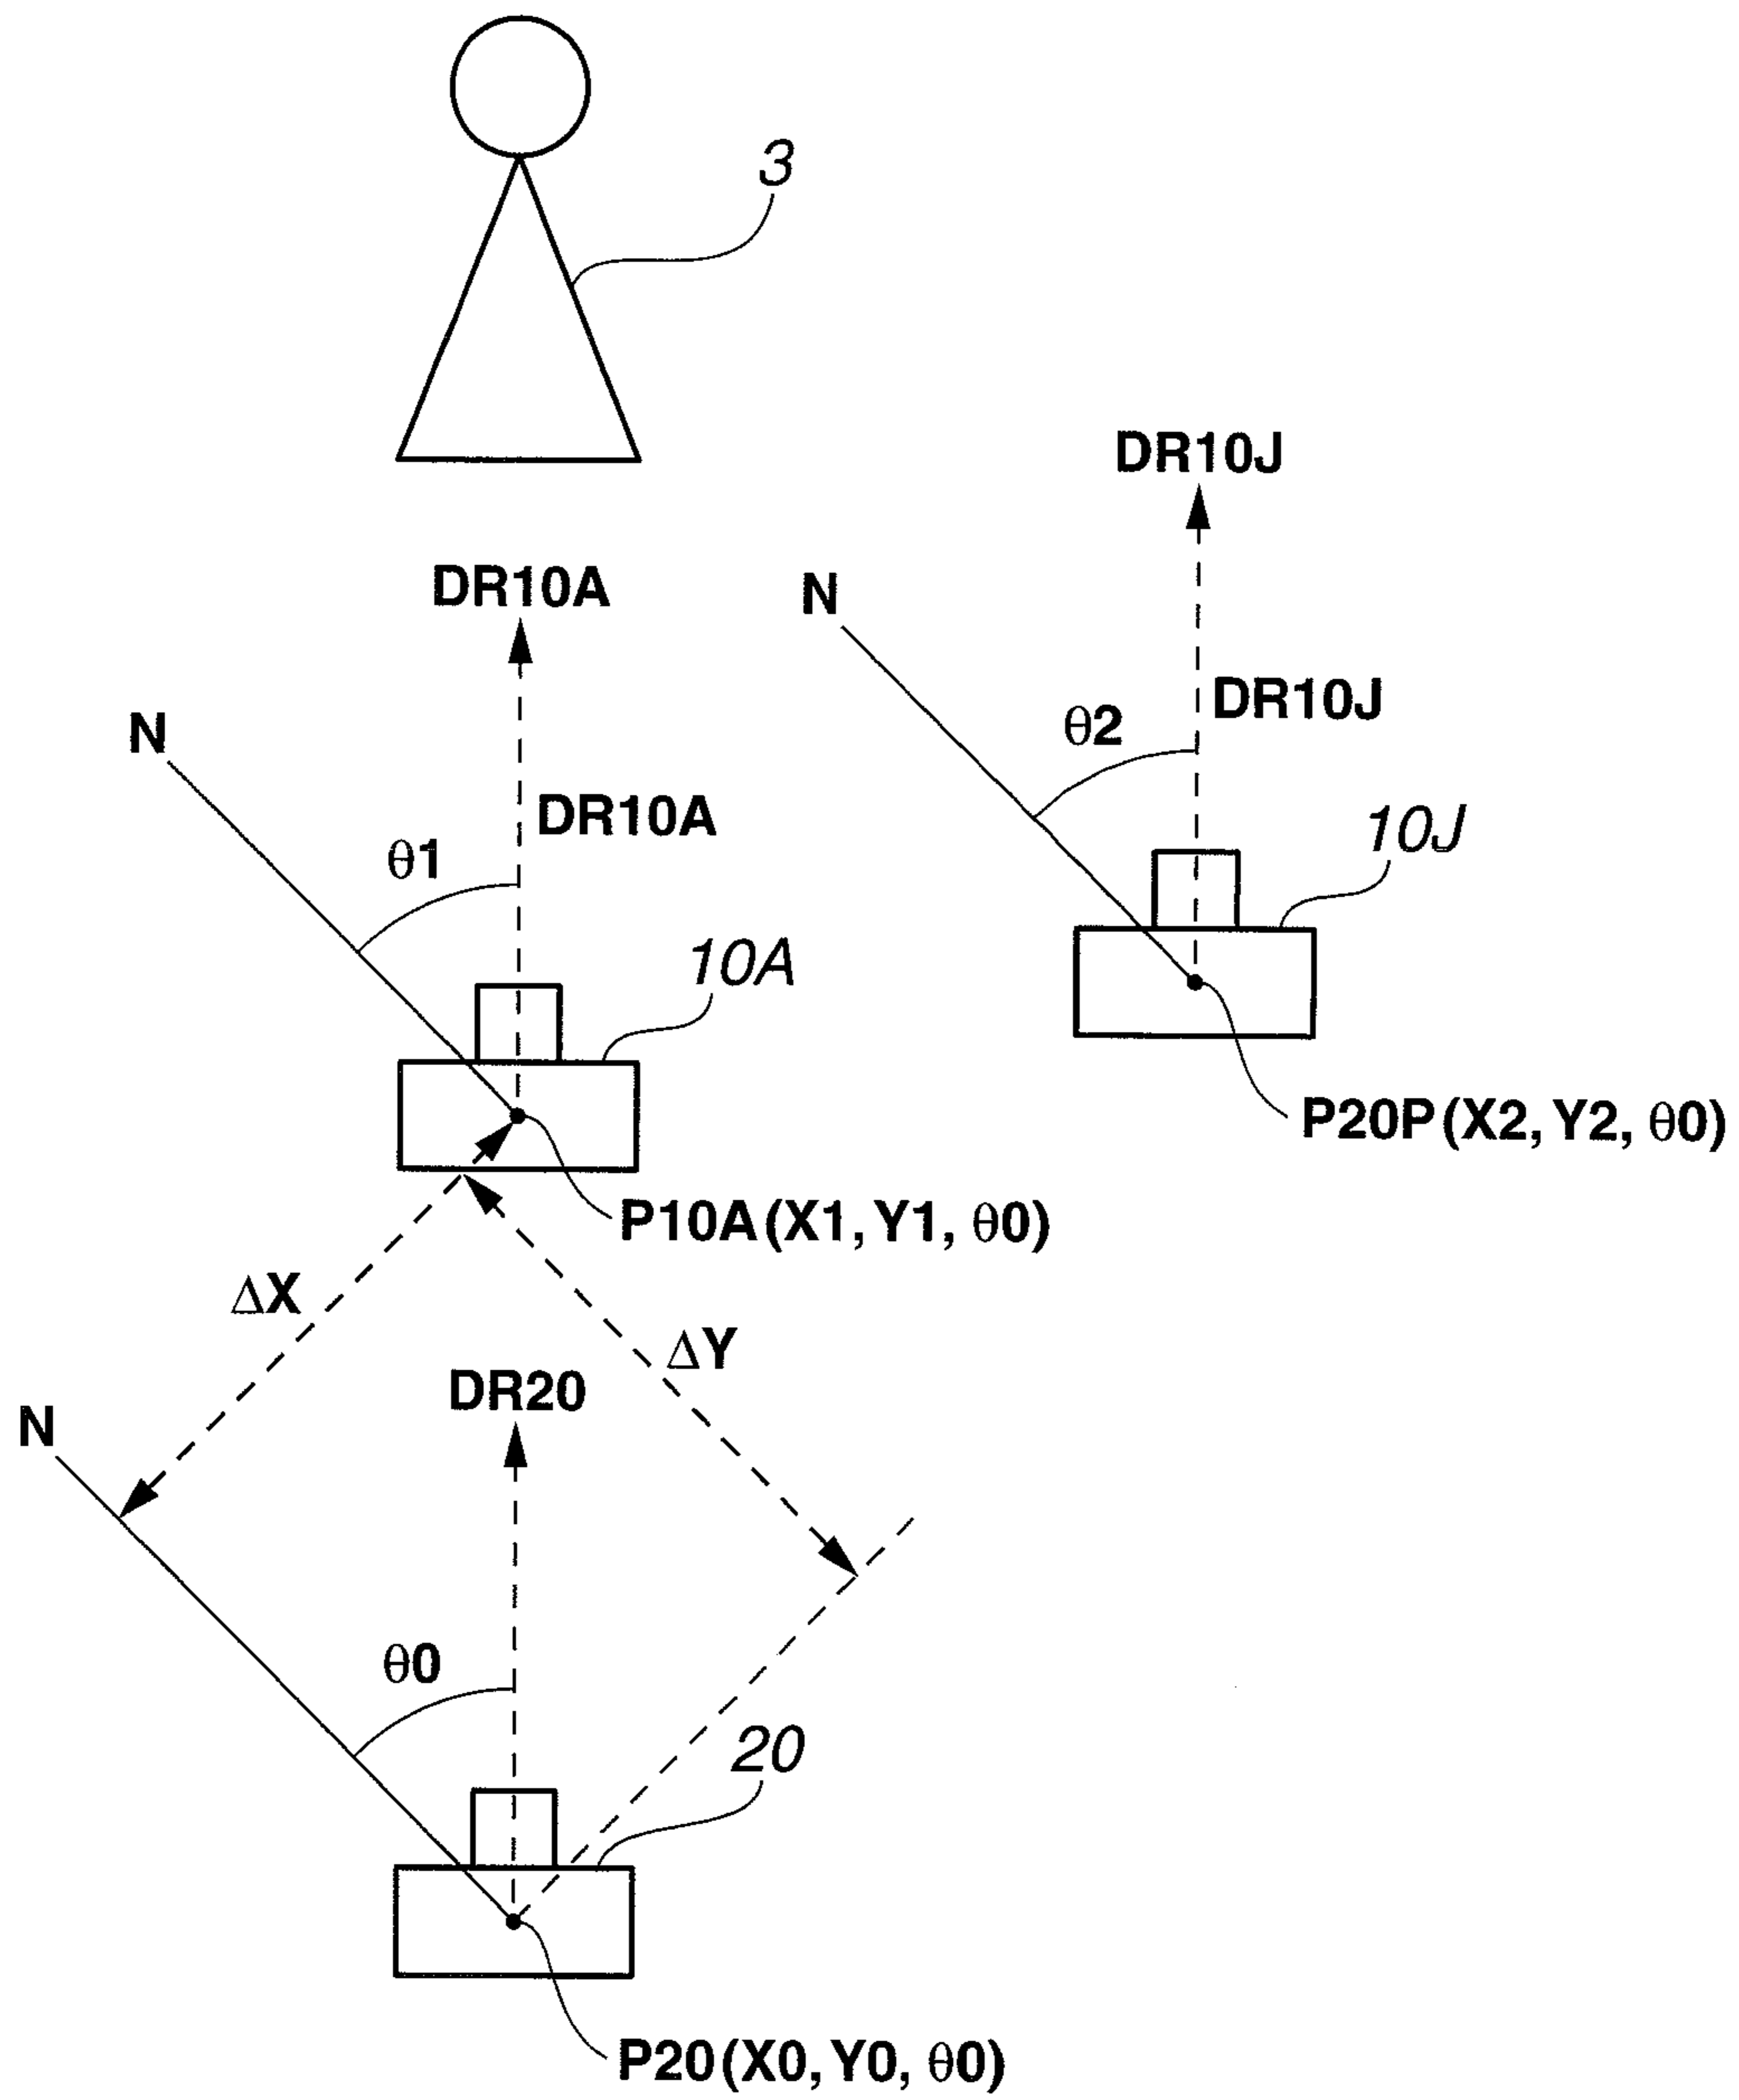 3
DR10J
DR10A
N
DR10J
N
θ2
DR10A
10J
θ1
10A
P20P(X2, Y2, θ0)
P10A(X1, Y1, θ0)
ΔX
ΔY
DR20
N
θ0
20
P20(X0, Y0, θ0)